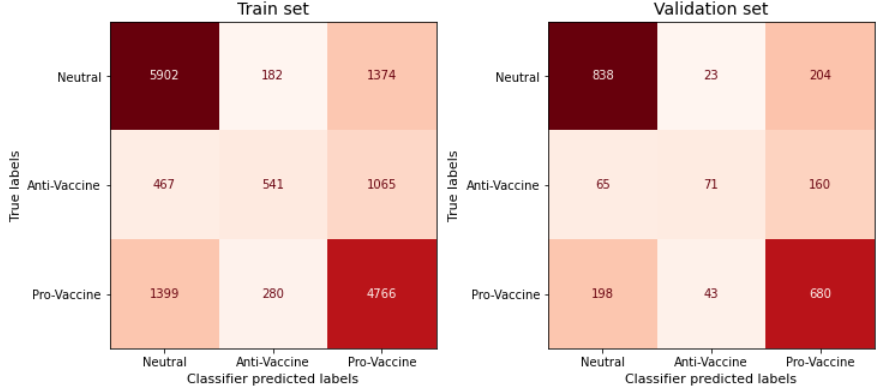 Train set
Neutral 5902 182 1374
Anti-Vaccine 467 541 1065
Pro-Vaccine 1399 280 4766
Neutral Anti-Vaccine Pro-Vaccine
Classifier predicted labels
True labels
Validation set
Neutral 838 23 204
Anti-Vaccine 65 71 160
Pro-Vaccine 198 43 680
Neutral Anti-Vaccine Pro-Vaccine
Classifier predicted labels
True labels